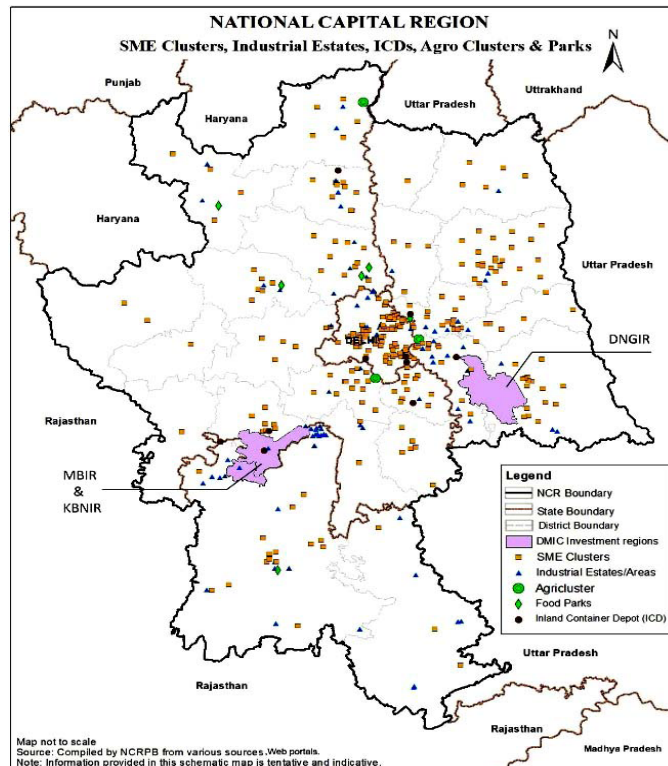 NATIONAL CAPITAL REGION
SME Clusters, Industrial Estates, ICDs, Agro Clusters & Parks
N
Punjab
Haryana
Uttar Pradesh
Uttrakhand
Haryana
Uttar Pradesh
DELHI
DNGIR
Rajasthan
MBIR
&
KBNIR
Legend
NCR Boundary
State Boundary
District Boundary
DMIC Investment regions
SME Clusters
Industrial Estates/Areas
Agricluster
Food Parks
Inland Container Depot (ICD)
Uttar Pradesh
Rajasthan
Rajasthan
Madhya Pradesh
Map not to scale
Source: Compiled by NCRPB from various sources ,Web portals.
Note: Information provided in this schematic map is tentative and indicative.